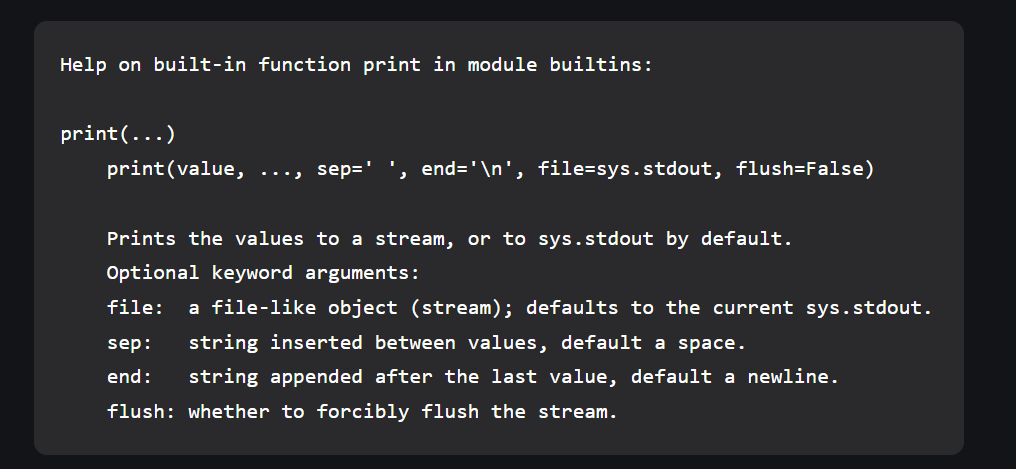 Help on built-in function print in module builtins:

print(...)
    print(value, ..., sep=' ', end='\n', file=sys.stdout, flush=False)

    Prints the values to a stream, or to sys.stdout by default.
    Optional keyword arguments:
    file:  a file-like object (stream); defaults to the current sys.stdout.
    sep:   string inserted between values, default a space.
    end:   string appended after the last value, default a newline.
    flush: whether to forcibly flush the stream.